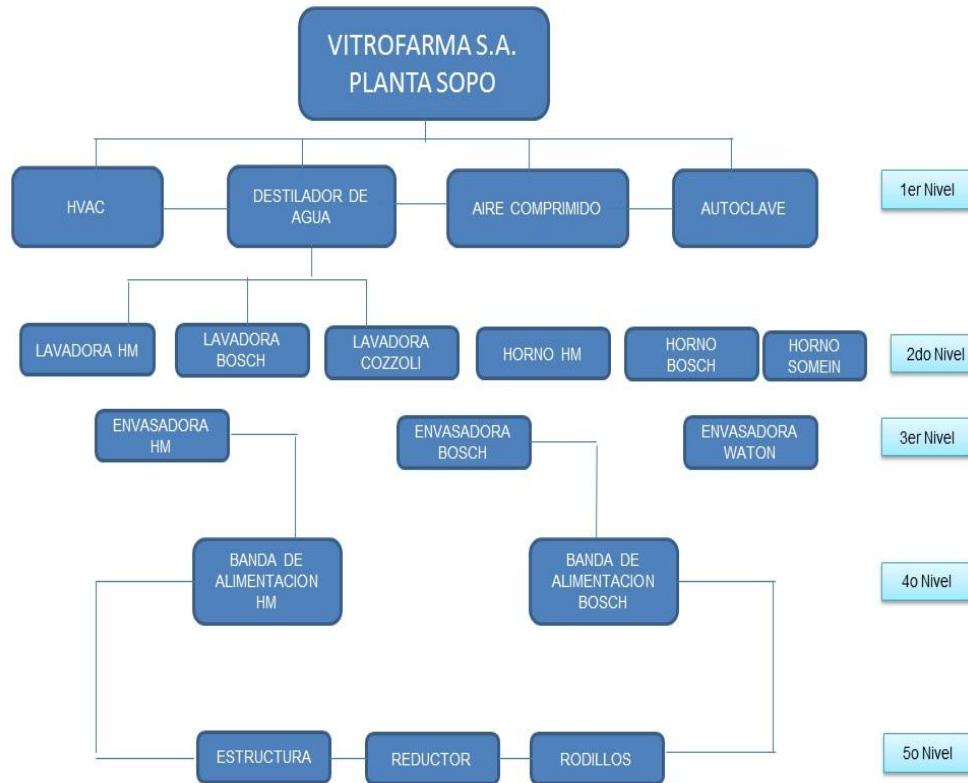 VITROFARMA S.A.
PLANTA SOPO
HVAC
DESTILADOR DE
AGUA
AIRE COMPRIMIDO
AUTOCLAVE
1er Nivel
LAVADORA HM
LAVADORA
BOSCH
LAVADORA
COZZOLI
HORNO HM
HORNO
BOSCH
HORNO
SOMEIN
2do Nivel
ENVASADORA
HM
ENVASADORA
BOSCH
ENVASADORA
WATON
3er Nivel
BANDA DE
ALIMENTACION
HM
BANDA DE
ALIMENTACION
BOSCH
4o Nivel
ESTRUCTURA
REDUCTOR
RODILLOS
5o Nivel